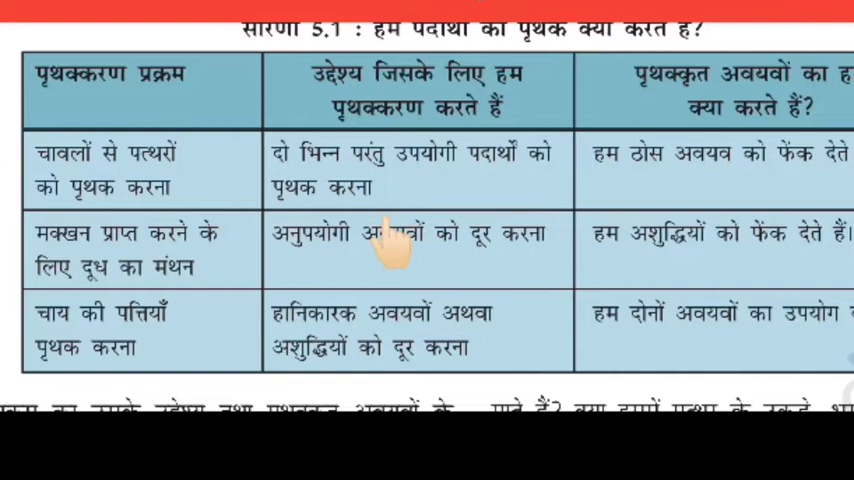 सारणी 5.1 : हम पदार्थों को पृथक क्यों करते हैं?
पृथक्करण प्रक्रम
उद्देश्य जिसके लिए हम
पृथक्करण करते हैं
पृथक्कृत अवयवों का ह
क्या करते हैं?
चावलों से पत्थरों
को पृथक करना
दो भिन्न परंतु उपयोगी पदार्थों को
पृथक करना
हम ठोस अवयव को फेंक देते
मक्खन प्राप्त करने के
लिए दूध का मंथन
अनुपयोगी अवयवों को दूर करना
हम अशुद्धियों को फेंक देते हैं।
चाय की पत्तियाँ
पृथक करना
हानिकारक अवयवों अथवा
अशुद्धियों को दूर करना
हम दोनों अवयवों का उपयोग